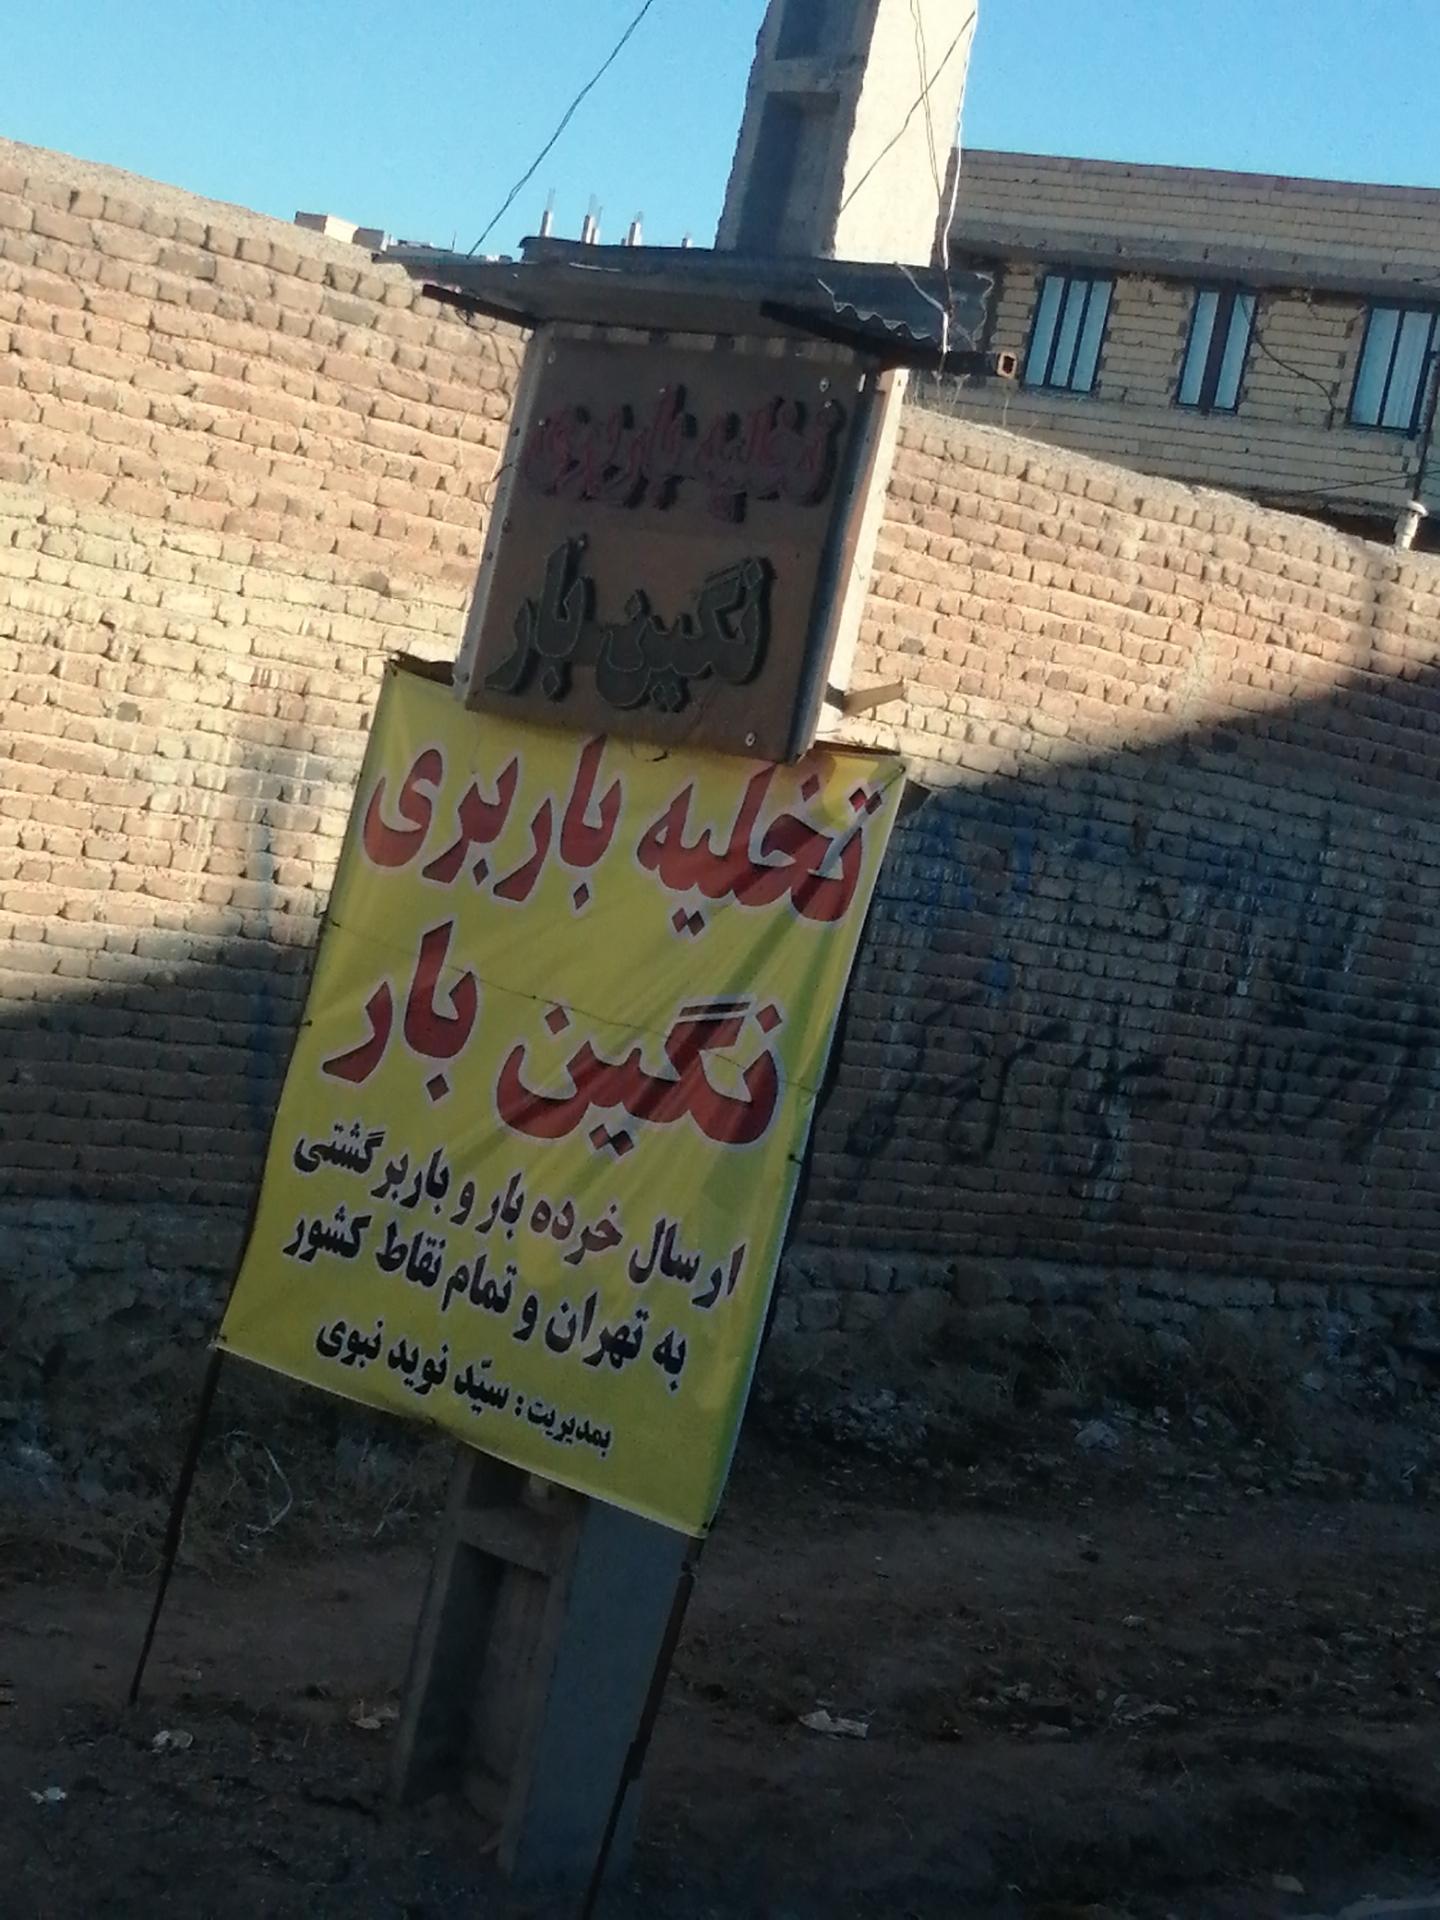 تخلیه باربری
نگین بار
تخلیه باربری
نگین بار
ارسال خرده بار و باربرگشتی
به تهران و تمام نقاط کشور
بمدیریت : سیّد نوید نبوی